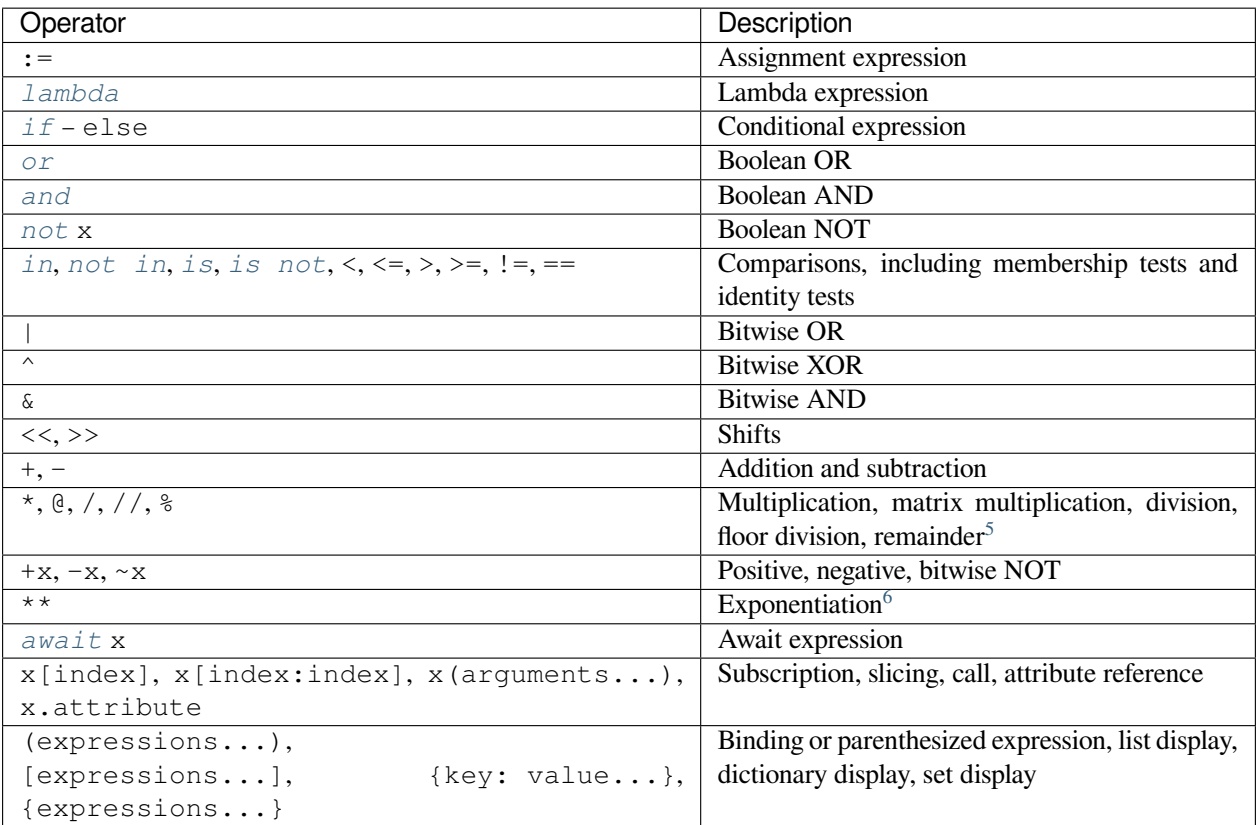 Operator Description
:= Assignment expression
lambda Lambda expression
if – else Conditional expression
or Boolean OR
and Boolean AND
not x Boolean NOT
in, not in, is, is not, <, <=, >, >=, !=, == Comparisons, including membership tests and
identity tests
| Bitwise OR
^ Bitwise XOR
& Bitwise AND
<<, >> Shifts
+, - Addition and subtraction
*, @, /, //, % Multiplication, matrix multiplication, division,
floor division, remainder5
+x, -x, ~x Positive, negative, bitwise NOT
** Exponentiation6
await x Await expression
x[index], x[index:index], x(arguments...), Subscription, slicing, call, attribute reference
x.attribute
(expressions...), Binding or parenthesized expression, list display,
[expressions...], {key: value...}, dictionary display, set display
{expressions...}